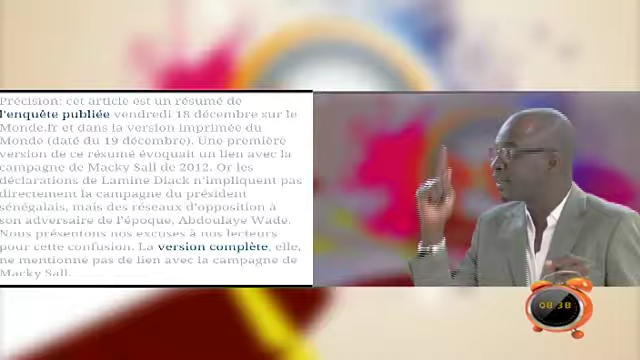 Précision: cet article est un résumé de
l'enquête publiée vendredi 18 décembre sur le
Monde.fr et dans la version imprimée du
Monde (daté du 19 décembre). Une première
version de ce résumé évoquait un lien avec la
campagne de Macky Sall de 2012. Or les
déclarations de Lamine Diack n'impliquent pas
directement la campagne du président
sénégalais, mais des réseaux d'opposition à
son adversaire de l'époque, Abdoulaye Wade.
Nous présentons nos excuses à nos lecteurs
pour cette confusion. La version complète, elle,
ne mentionne pas de lien avec la campagne de
Macky Sall.
08:38